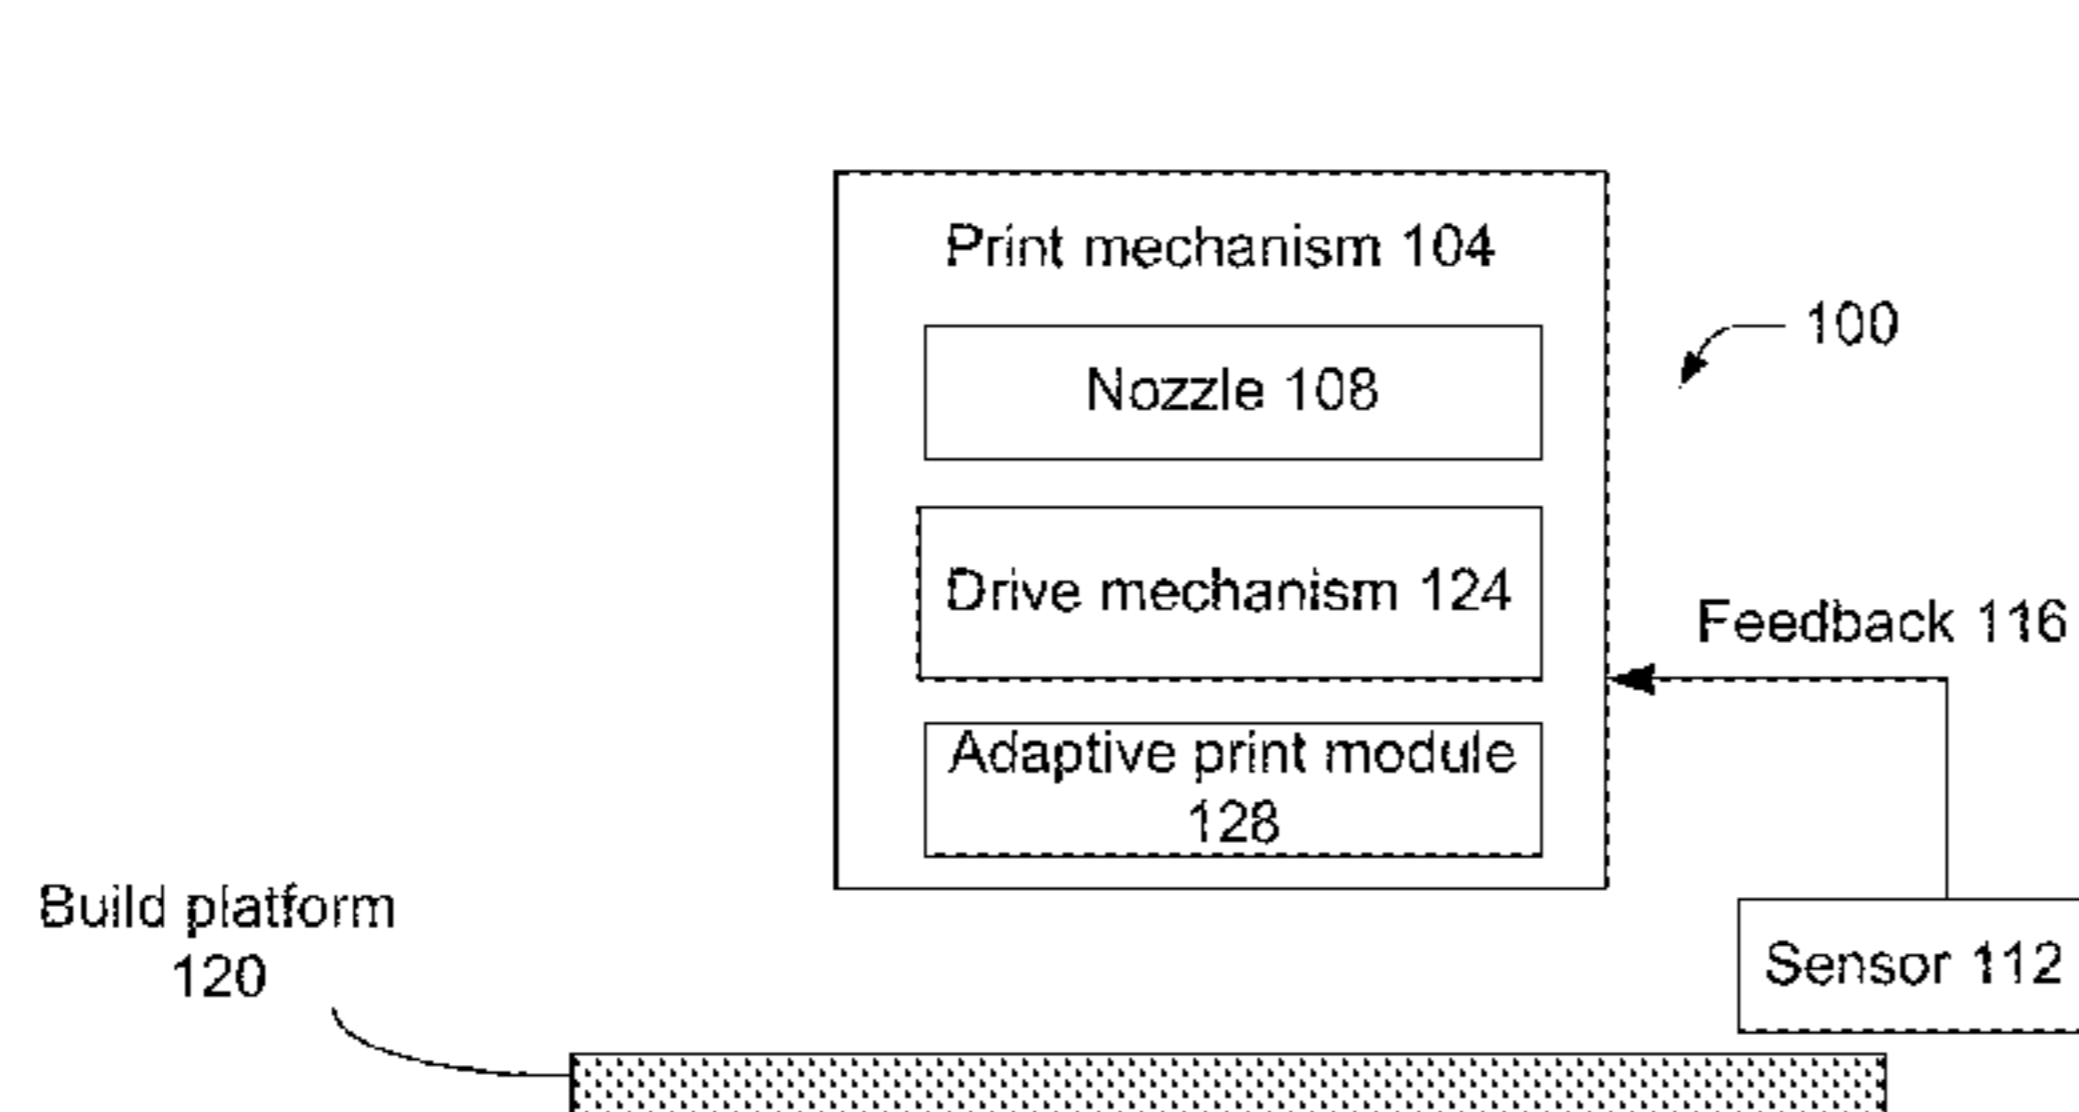 Print mechanism 104
100
Nozzle 108
Drive mechanism 124
Feedback 116
Adaptive print module
128
Build platform
120
Sensor 112